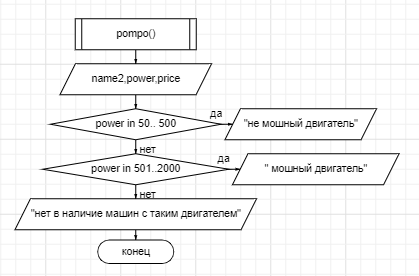 pompo()
name2,power,price
power in 50.. 500
да
"не мошный двигатель"
нет
power in 501..2000
да
" мошный двигатель"
нет
"нет в наличие машин с таким двигателем"
конец